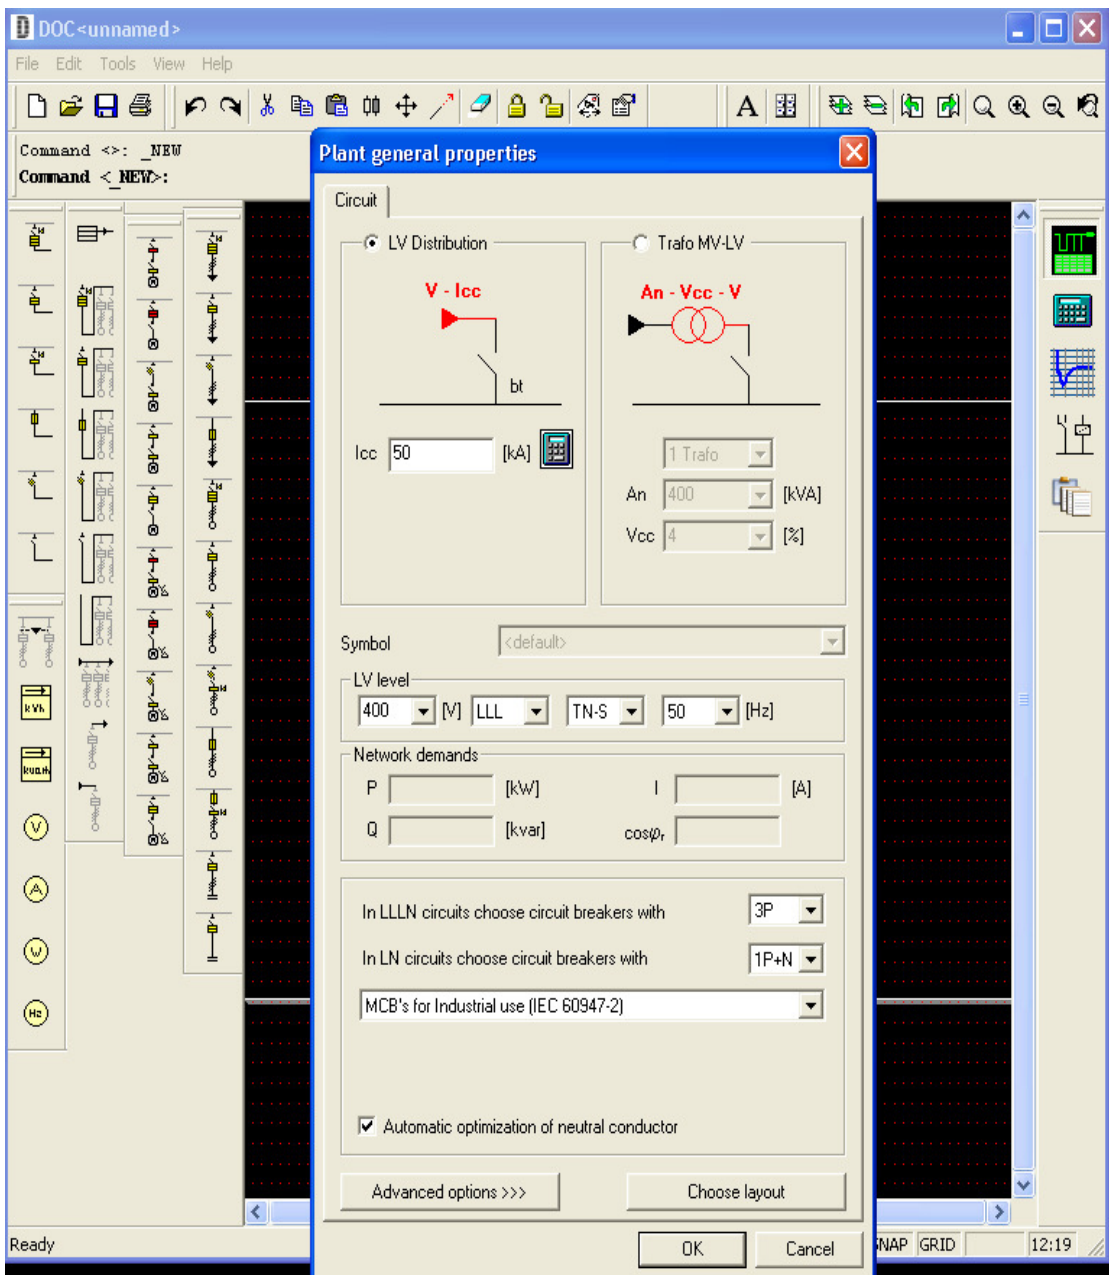 DOC<unnamed>
File Edit Tools View Help
A
Command <>: _NEW
Command <_NEW>:
Plant general properties
Circuit
LV Distribution
Trafo MV-LV
V - Icc
An - Vcc - V
bt
Icc 50 [kA]
1 Trafo
An 400 [kVA]
Vcc 4 [%]
Symbol <default>
LV level
400 [V] LLL TN-S 50 [Hz]
Network demands
P [kW] I [A]
Q [kvar] cosφr
In LLLN circuits choose circuit breakers with 3P
In LN circuits choose circuit breakers with 1P+N
MCB's for Industrial use (IEC 60947-2)
Automatic optimization of neutral conductor
Advanced options >>> Choose layout
OK Cancel
V
A
W
Hz
Ready GRID 12:19